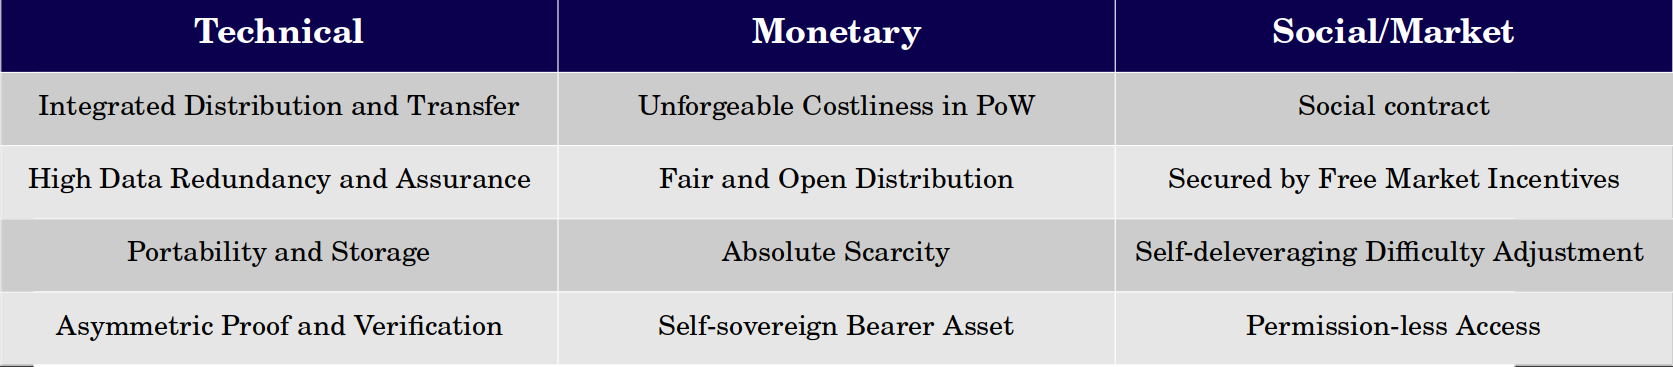 Technical Monetary Social/Market
Integrated Distribution and Transfer Unforgeable Costliness in PoW Social contract
High Data Redundancy and Assurance Fair and Open Distribution Secured by Free Market Incentives
Portability and Storage Absolute Scarcity Self-deleveraging Difficulty Adjustment
Asymmetric Proof and Verification Self-sovereign Bearer Asset Permission-less Access